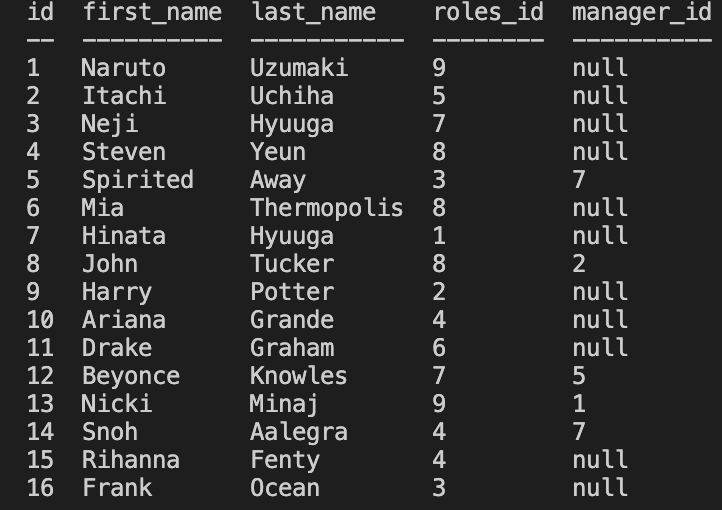 id  first_name  last_name    roles_id  manager_id
--  ----------  -----------  --------  ----------
1   Naruto      Uzumaki      9         null
2   Itachi      Uchiha       5         null
3   Neji        Hyuuga       7         null
4   Steven      Yeun         8         null
5   Spirited    Away         3         7
6   Mia         Thermopolis  8         null
7   Hinata      Hyuuga       1         null
8   John        Tucker       8         2
9   Harry       Potter       2         null
10  Ariana      Grande       4         null
11  Drake       Graham       6         null
12  Beyonce     Knowles      7         5
13  Nicki       Minaj        9         1
14  Snoh        Aalegra      4         7
15  Rihanna     Fenty        4         null
16  Frank       Ocean        3         null